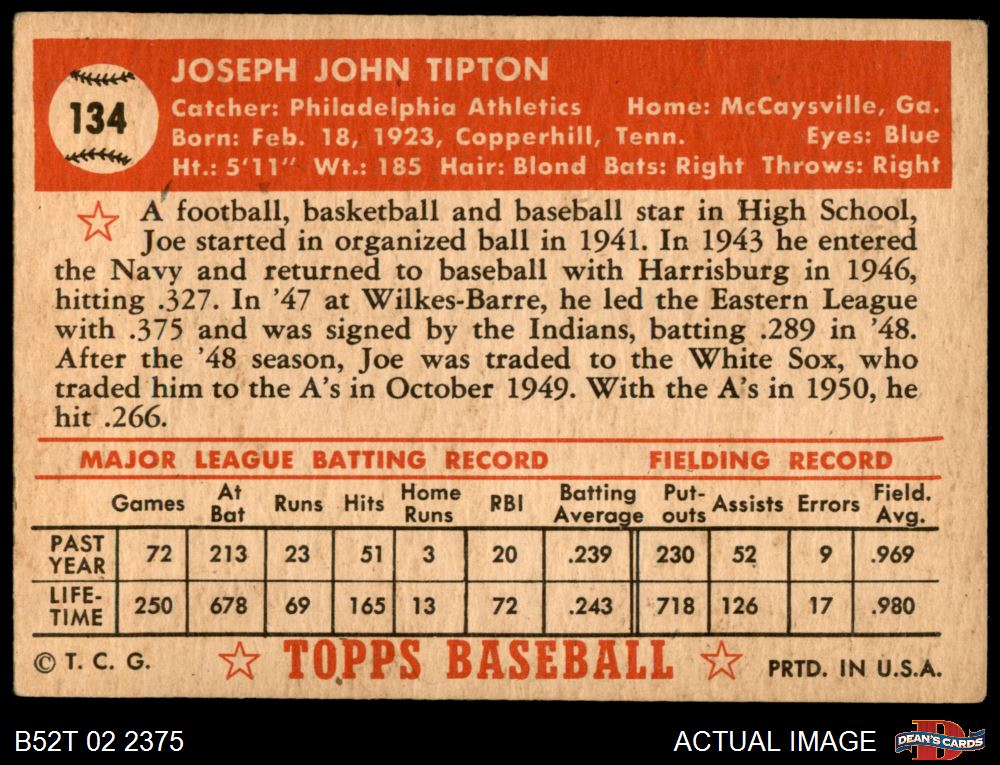 134
JOSEPH JOHN TIPTON
Catcher: Philadelphia Athletics Home: McCaysville, Ga.
Born: Feb. 18, 1923, Copperhill, Tenn. Eyes: Blue
Ht.: 5'11" Wt.: 185 Hair: Blond Bats: Right Throws: Right
A football, basketball and baseball star in High School,
Joe started in organized ball in 1941. In 1943 he entered
the Navy and returned to baseball with Harrisburg in 1946,
hitting .327. In '47 at Wilkes-Barre, he led the Eastern League
with .375 and was signed by the Indians, batting .289 in '48.
After the '48 season, Joe was traded to the White Sox, who
traded him to the A's in October 1949. With the A's in 1950, he
hit .266.
MAJOR LEAGUE BATTING RECORD FIELDING RECORD
Games At Bat Runs Hits Home Runs RBI Batting Average Put-outs Assists Errors Field. Avg.
PAST YEAR 72 213 23 51 3 20 .239 230 52 9 .969
LIFE-TIME 250 678 69 165 13 72 .243 718 126 17 .980
© T. C. G. TOPPS BASEBALL PRTD. IN U.S.A.
B52T 02 2375 ACTUAL IMAGE DEAN'S CARDS